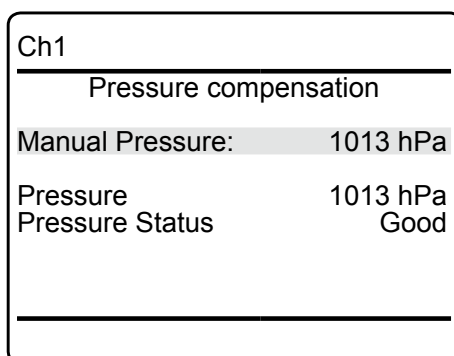 Ch1
Pressure compensation
Manual Pressure: 1013 hPa
Pressure 1013 hPa
Pressure Status Good